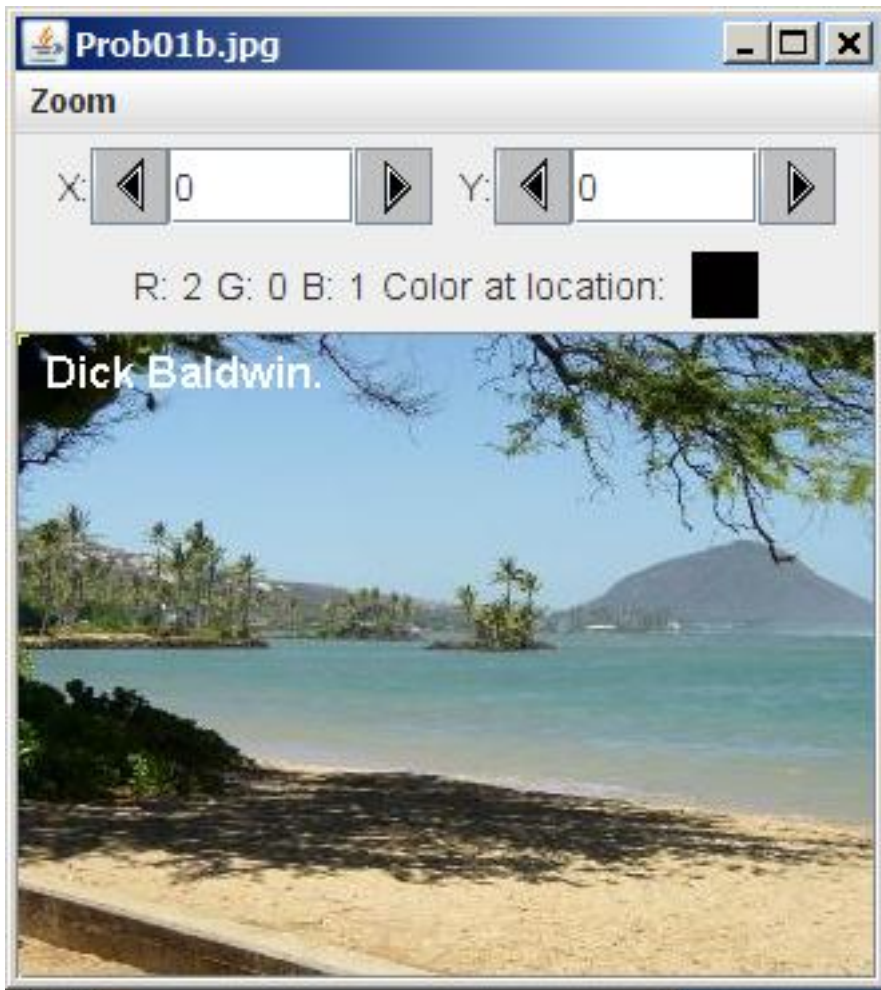 Prob01b.jpg
Zoom
X: 0 Y: 0
R: 2 G: 0 B: 1 Color at location:
Dick Baldwin.